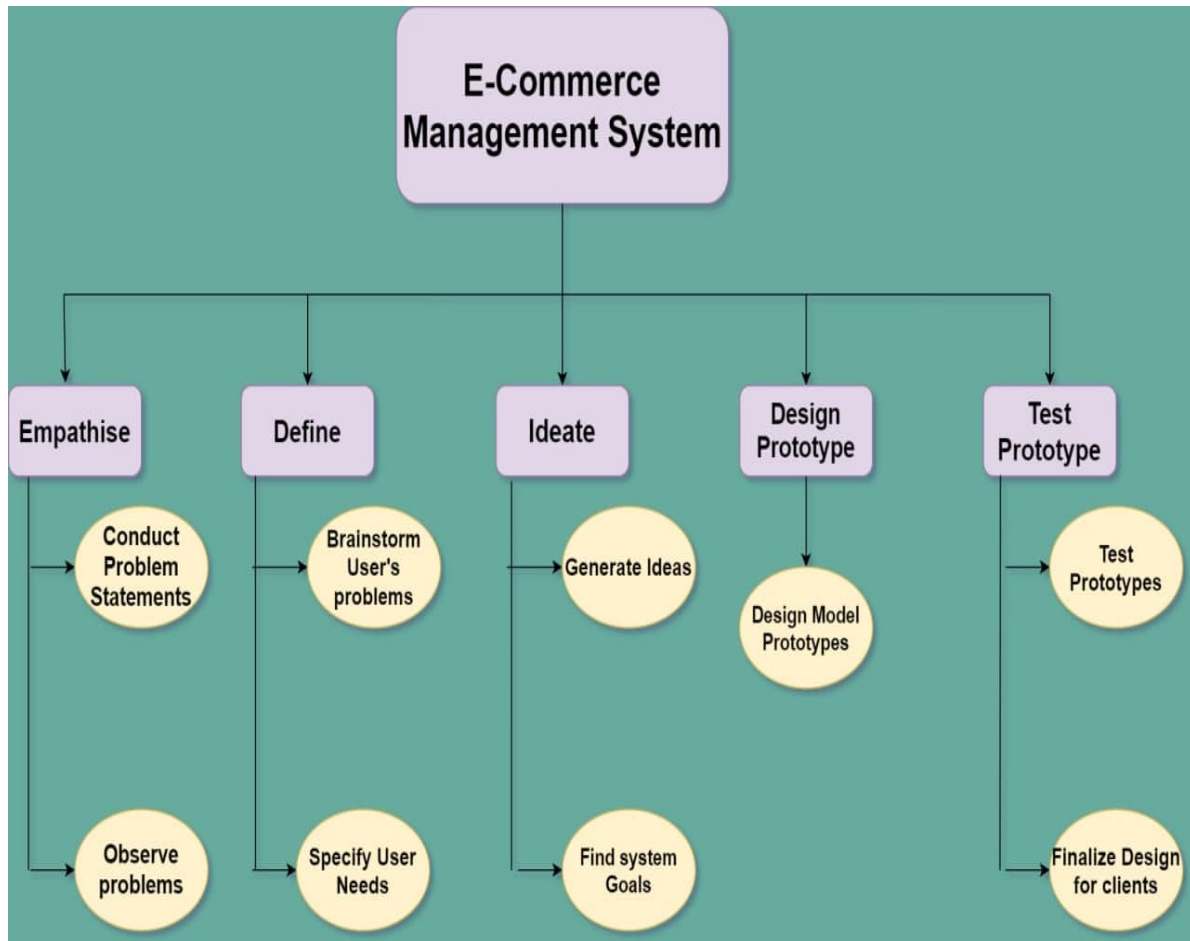 E-Commerce
Management System
Empathise
Define
Ideate
Design
Prototype
Test
Prototype
Conduct
Problem
Statements
Brainstorm
User's
problems
Generate Ideas
Design Model
Prototypes
Test
Prototypes
Observe
problems
Specify User
Needs
Find system
Goals
Finalize Design
for clients